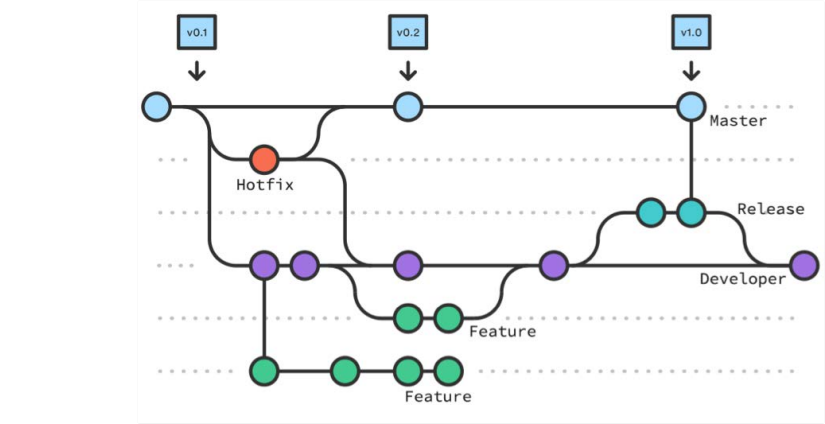 v0.1
v0.2
v1.0
Master
Hotfix
Release
Developer
Feature
Feature